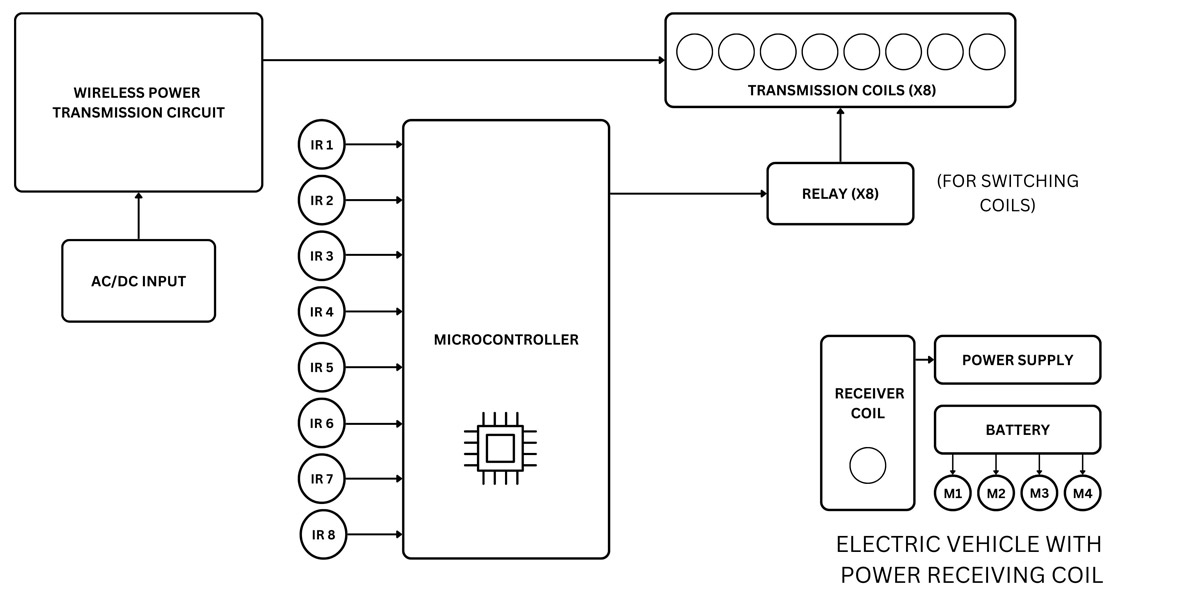 WIRELESS POWER
TRANSMISSION CIRCUIT
AC/DC INPUT
IR 1
IR 2
IR 3
IR 4
IR 5
IR 6
IR 7
IR 8
MICROCONTROLLER
TRANSMISSION COILS (X8)
RELAY (X8)
(FOR SWITCHING
COILS)
RECEIVER
COIL
POWER SUPPLY
BATTERY
M1
M2
M3
M4
ELECTRIC VEHICLE WITH
POWER RECEIVING COIL